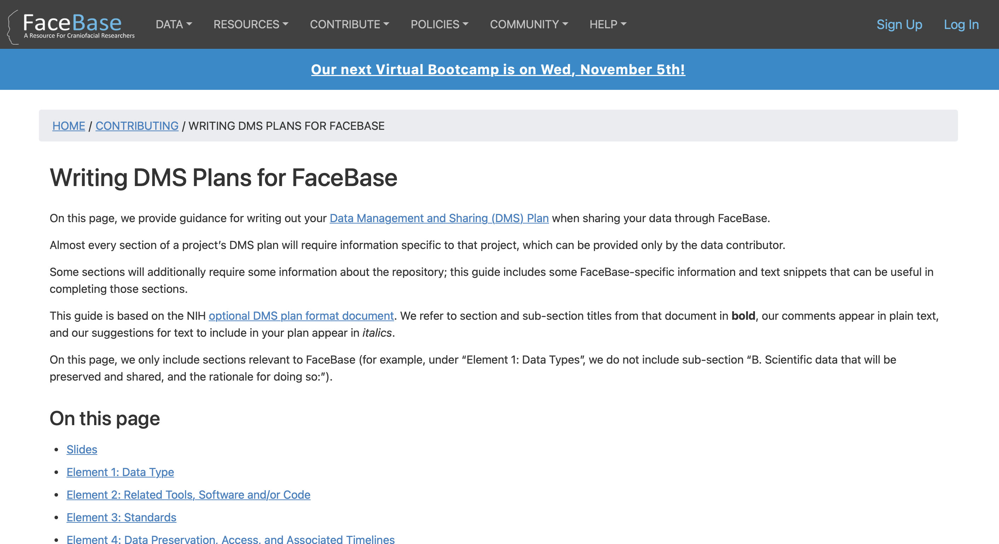 FaceBase
A Resource For Craniofacial Researchers
DATA
RESOURCES
CONTRIBUTE
POLICIES
COMMUNITY
HELP
Sign Up
Log In
Our next Virtual Bootcamp is on Wed, November 5th!
HOME / CONTRIBUTING / WRITING DMS PLANS FOR FACEBASE
Writing DMS Plans for FaceBase
On this page, we provide guidance for writing out your Data Management and Sharing (DMS) Plan when sharing your data through FaceBase.
Almost every section of a project’s DMS plan will require information specific to that project, which can be provided only by the data contributor.
Some sections will additionally require some information about the repository; this guide includes some FaceBase-specific information and text snippets that can be useful in
completing those sections.
This guide is based on the NIH optional DMS plan format document. We refer to section and sub-section titles from that document in bold, our comments appear in plain text,
and our suggestions for text to include in your plan appear in italics.
On this page, we only include sections relevant to FaceBase (for example, under “Element 1: Data Types”, we do not include sub-section “B. Scientific data that will be
preserved and shared, and the rationale for doing so:”).
On this page
• Slides
• Element 1: Data Type
• Element 2: Related Tools, Software and/or Code
• Element 3: Standards
• Element 4: Data Preservation, Access, and Associated Timelines